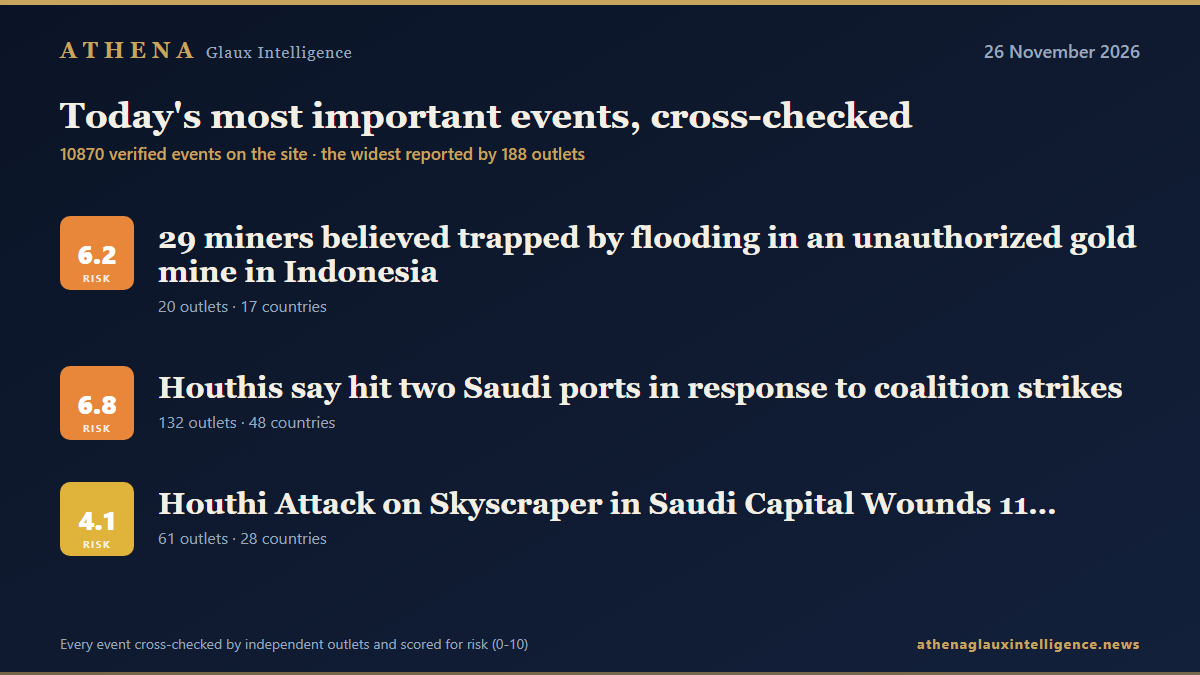 ATHENA Glaux Intelligence
26 November 2026
Today's most important events, cross-checked
10870 verified events on the site · the widest reported by 188 outlets
6.2
RISK
29 miners believed trapped by flooding in an unauthorized gold
mine in Indonesia
20 outlets · 17 countries
6.8
RISK
Houthis say hit two Saudi ports in response to coalition strikes
132 outlets · 48 countries
4.1
RISK
Houthi Attack on Skyscraper in Saudi Capital Wounds 11...
61 outlets · 28 countries
Every event cross-checked by independent outlets and scored for risk (0-10)
athenaglauxintelligence.news